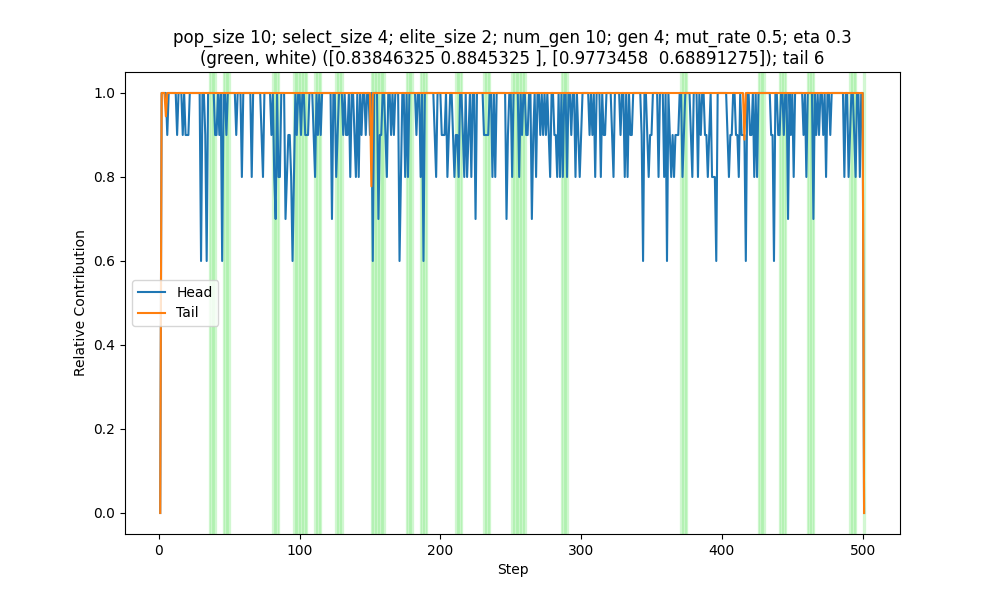 pop_size 10; select_size 4; elite_size 2; num_gen 10; gen 4; mut_rate 0.5; eta 0.3
(green, white) ([0.83846325 0.8845325 ], [0.9773458  0.68891275]); tail 6
1.0
0.8
0.6
0.4
0.2
0.0
Relative Contribution
Head
Tail
0 100 200 300 400 500
Step